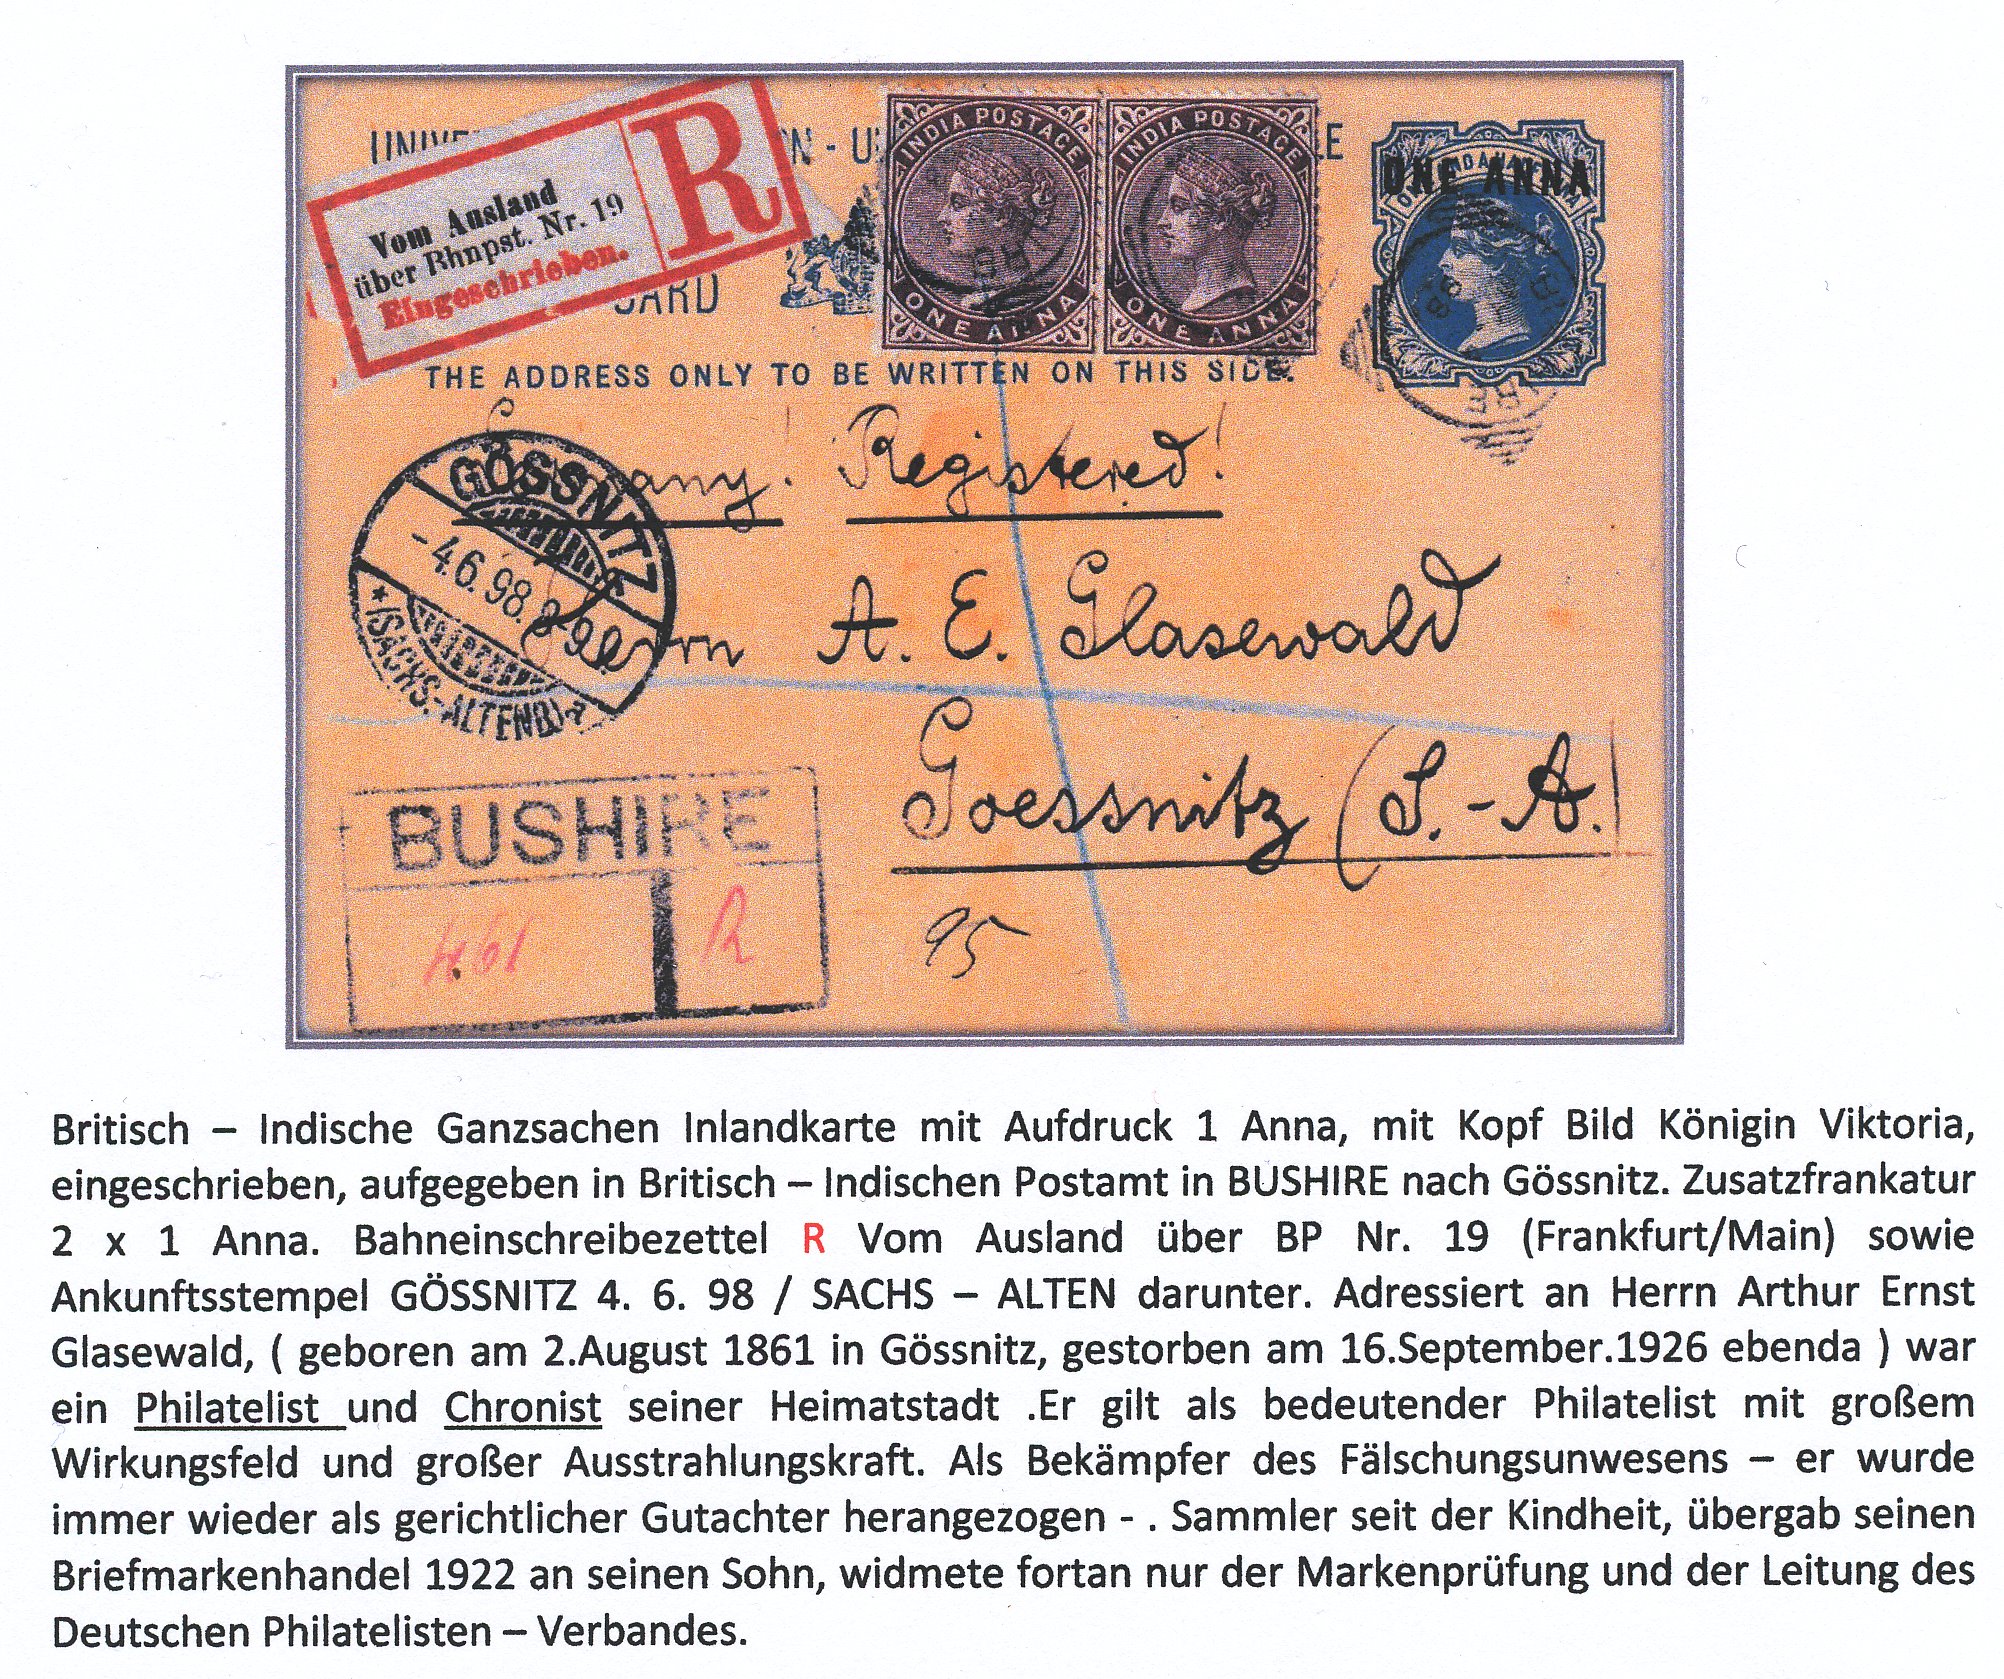 UNIVE N - U LE
Vom Ausland
über Bhnpst. Nr. 19
Eingeschrieben.
R
CARD
INDIA POSTAGE
ONE ANNA
INDIA POSTAGE
ONE ANNA
ONE ANNA
THE ADDRESS ONLY TO BE WRITTEN ON THIS SIDE.
any! Registered!
GÖSSNITZ
- 4.6.98. 8-9
* (SACHS.-ALTENB.) a
Herrn A. E. Glasewald
Goessnitz (S.-A.)
BUSHIRE
461 R
95
Britisch – Indische Ganzsachen Inlandkarte mit Aufdruck 1 Anna, mit Kopf Bild Königin Viktoria,
eingeschrieben, aufgegeben in Britisch – Indischen Postamt in BUSHIRE nach Gössnitz. Zusatzfrankatur
2 x 1 Anna. Bahneinschreibezettel R Vom Ausland über BP Nr. 19 (Frankfurt/Main) sowie
Ankunftsstempel GÖSSNITZ 4. 6. 98 / SACHS – ALTEN darunter. Adressiert an Herrn Arthur Ernst
Glasewald, ( geboren am 2.August 1861 in Gössnitz, gestorben am 16.September.1926 ebenda ) war
ein Philatelist und Chronist seiner Heimatstadt .Er gilt als bedeutender Philatelist mit großem
Wirkungsfeld und großer Ausstrahlungskraft. Als Bekämpfer des Fälschungsunwesens – er wurde
immer wieder als gerichtlicher Gutachter herangezogen - . Sammler seit der Kindheit, übergab seinen
Briefmarkenhandel 1922 an seinen Sohn, widmete fortan nur der Markenprüfung und der Leitung des
Deutschen Philatelisten – Verbandes.